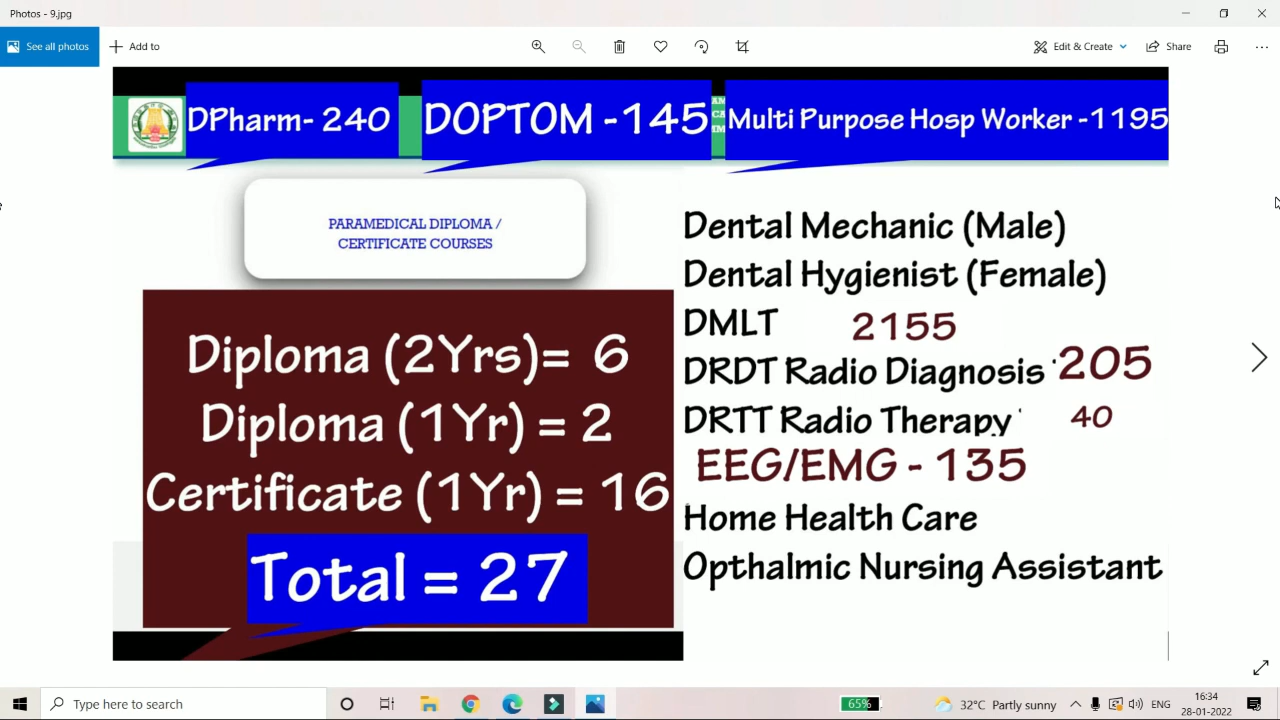 Photos - 9.jpg
See all photos
Add to
Edit & Create
Share
DPharm- 240
DOPTOM -145
Multi Purpose Hosp Worker -1195
PARAMEDICAL DIPLOMA /
CERTIFICATE COURSES
Diploma (2Yrs)= 6
Diploma (1Yr) = 2
Certificate (1Yr) = 16
Total = 27
Dental Mechanic (Male)
Dental Hygienist (Female)
DMLT 2155
DRDT Radio Diagnosis 205
DRTT Radio Therapy 40
EEG/EMG - 135
Home Health Care
Opthalmic Nursing Assistant
Type here to search
65%
32°C Partly sunny
ENG
16:34
28-01-2022